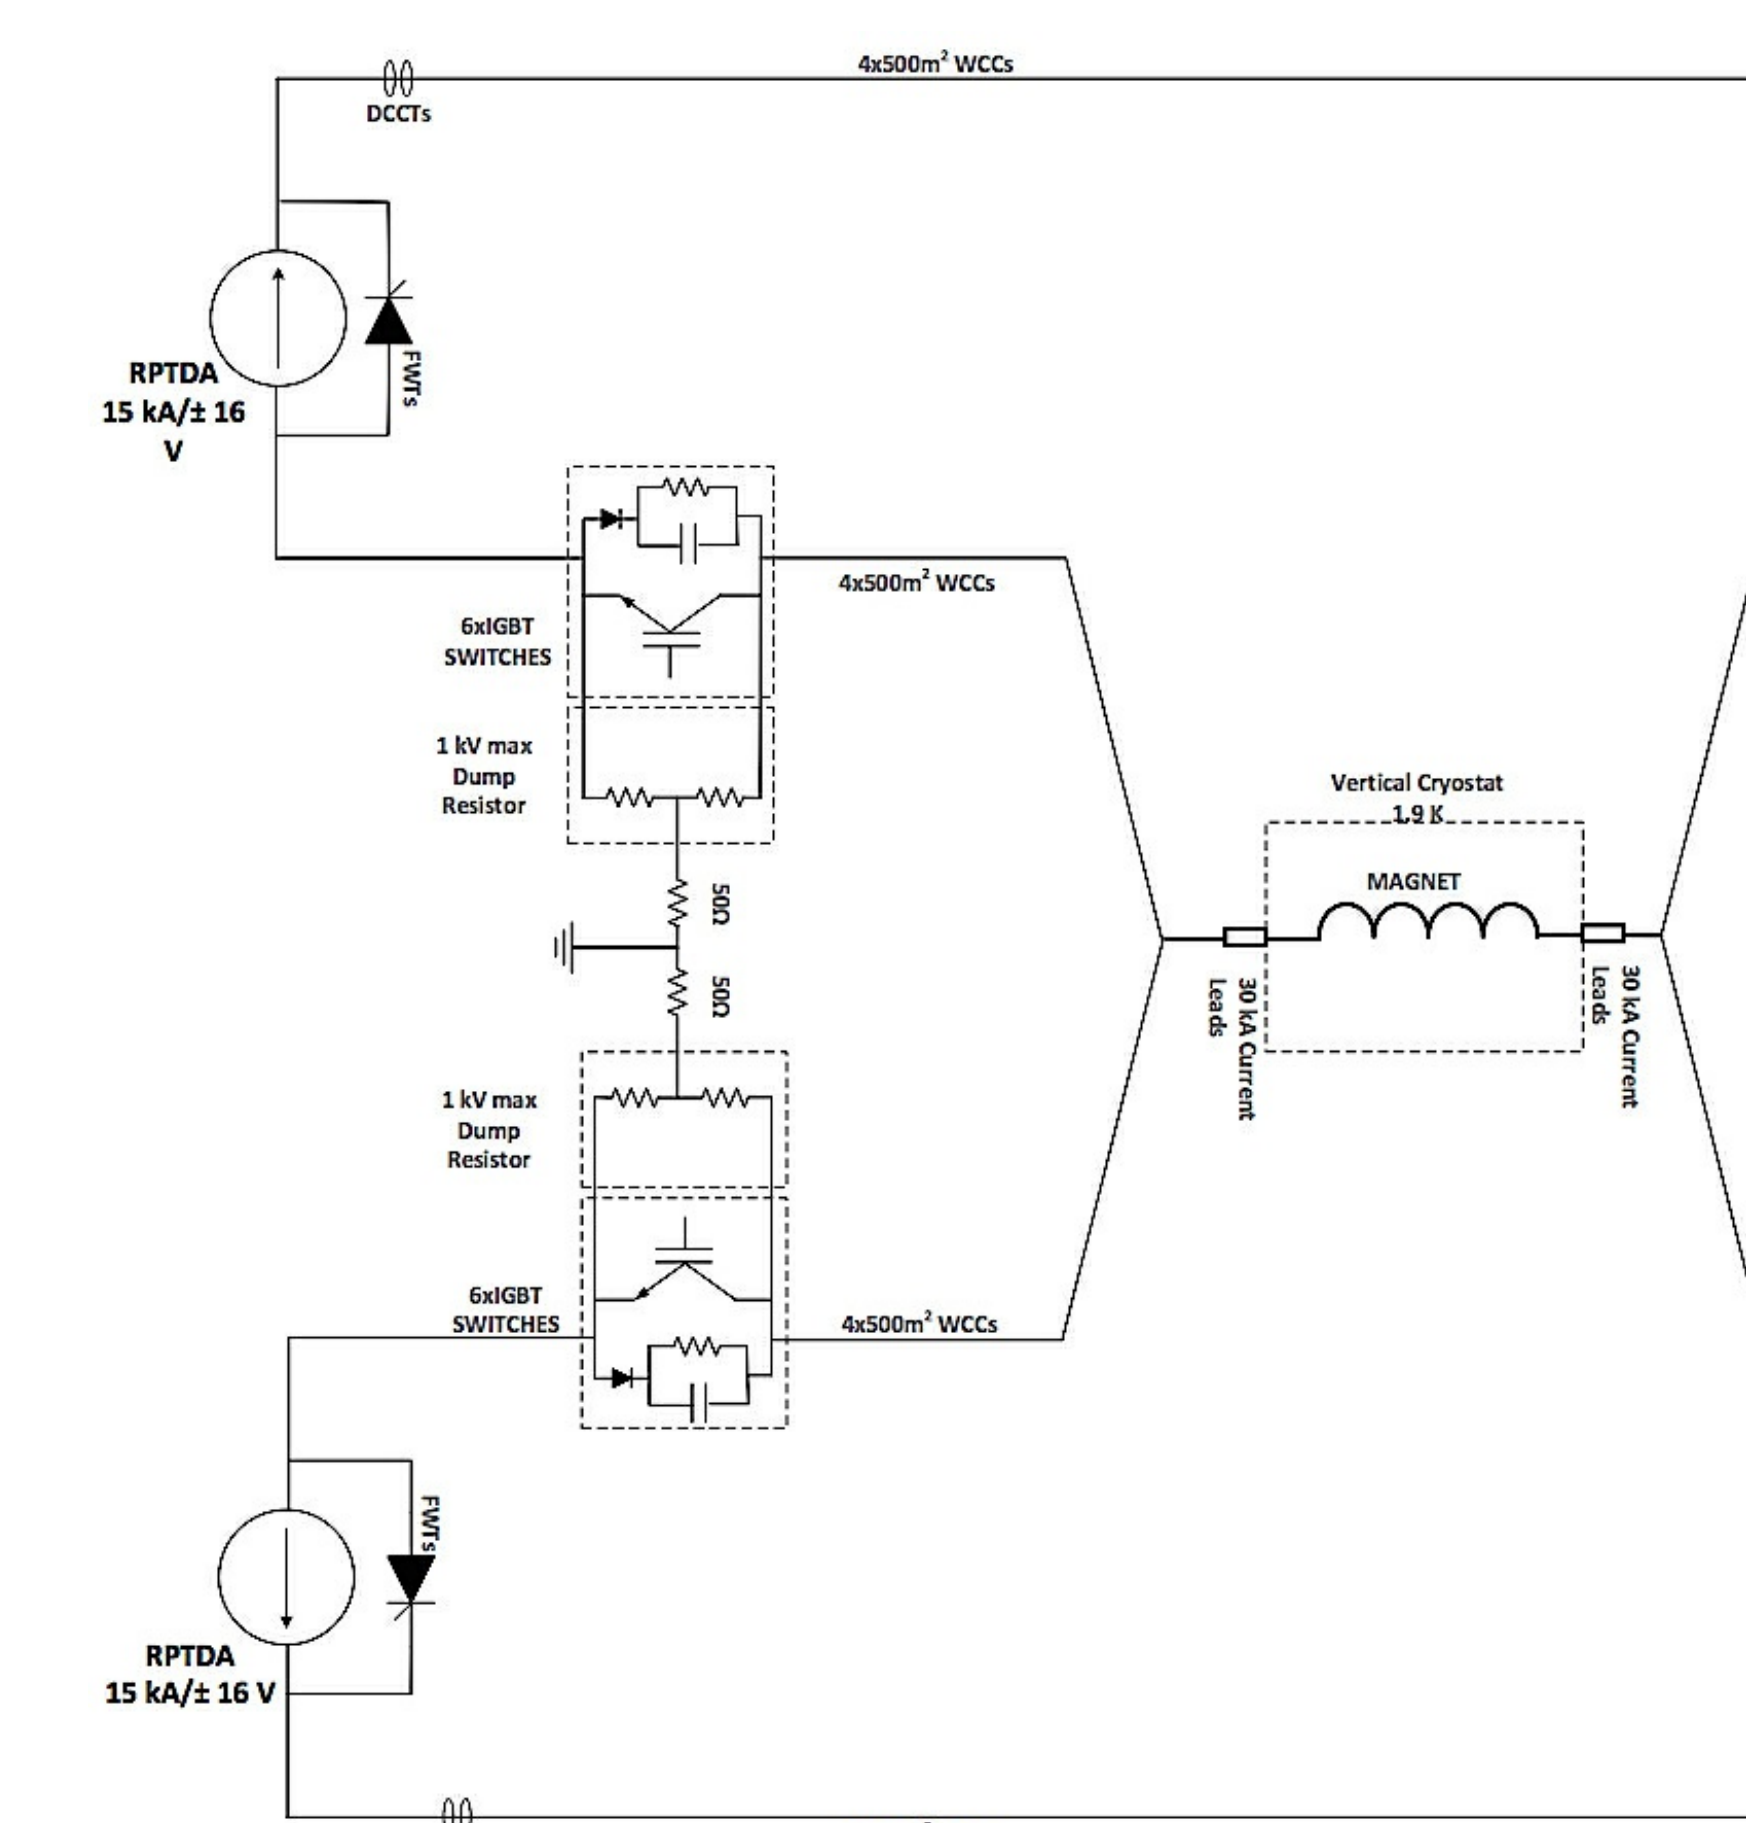 4x500m² WCCs
DCCTs
FWTs
RPTDA
15 kA/± 16
V
4x500m² WCCs
6xIGBT
SWITCHES
1 kV max
Dump
Resistor
Vertical Cryostat
1.9 K
MAGNET
50Ω
50Ω
30 kA Current
Leads
30 kA Current
Leads
1 kV max
Dump
Resistor
6xIGBT
SWITCHES
4x500m² WCCs
FWTs
RPTDA
15 kA/± 16 V